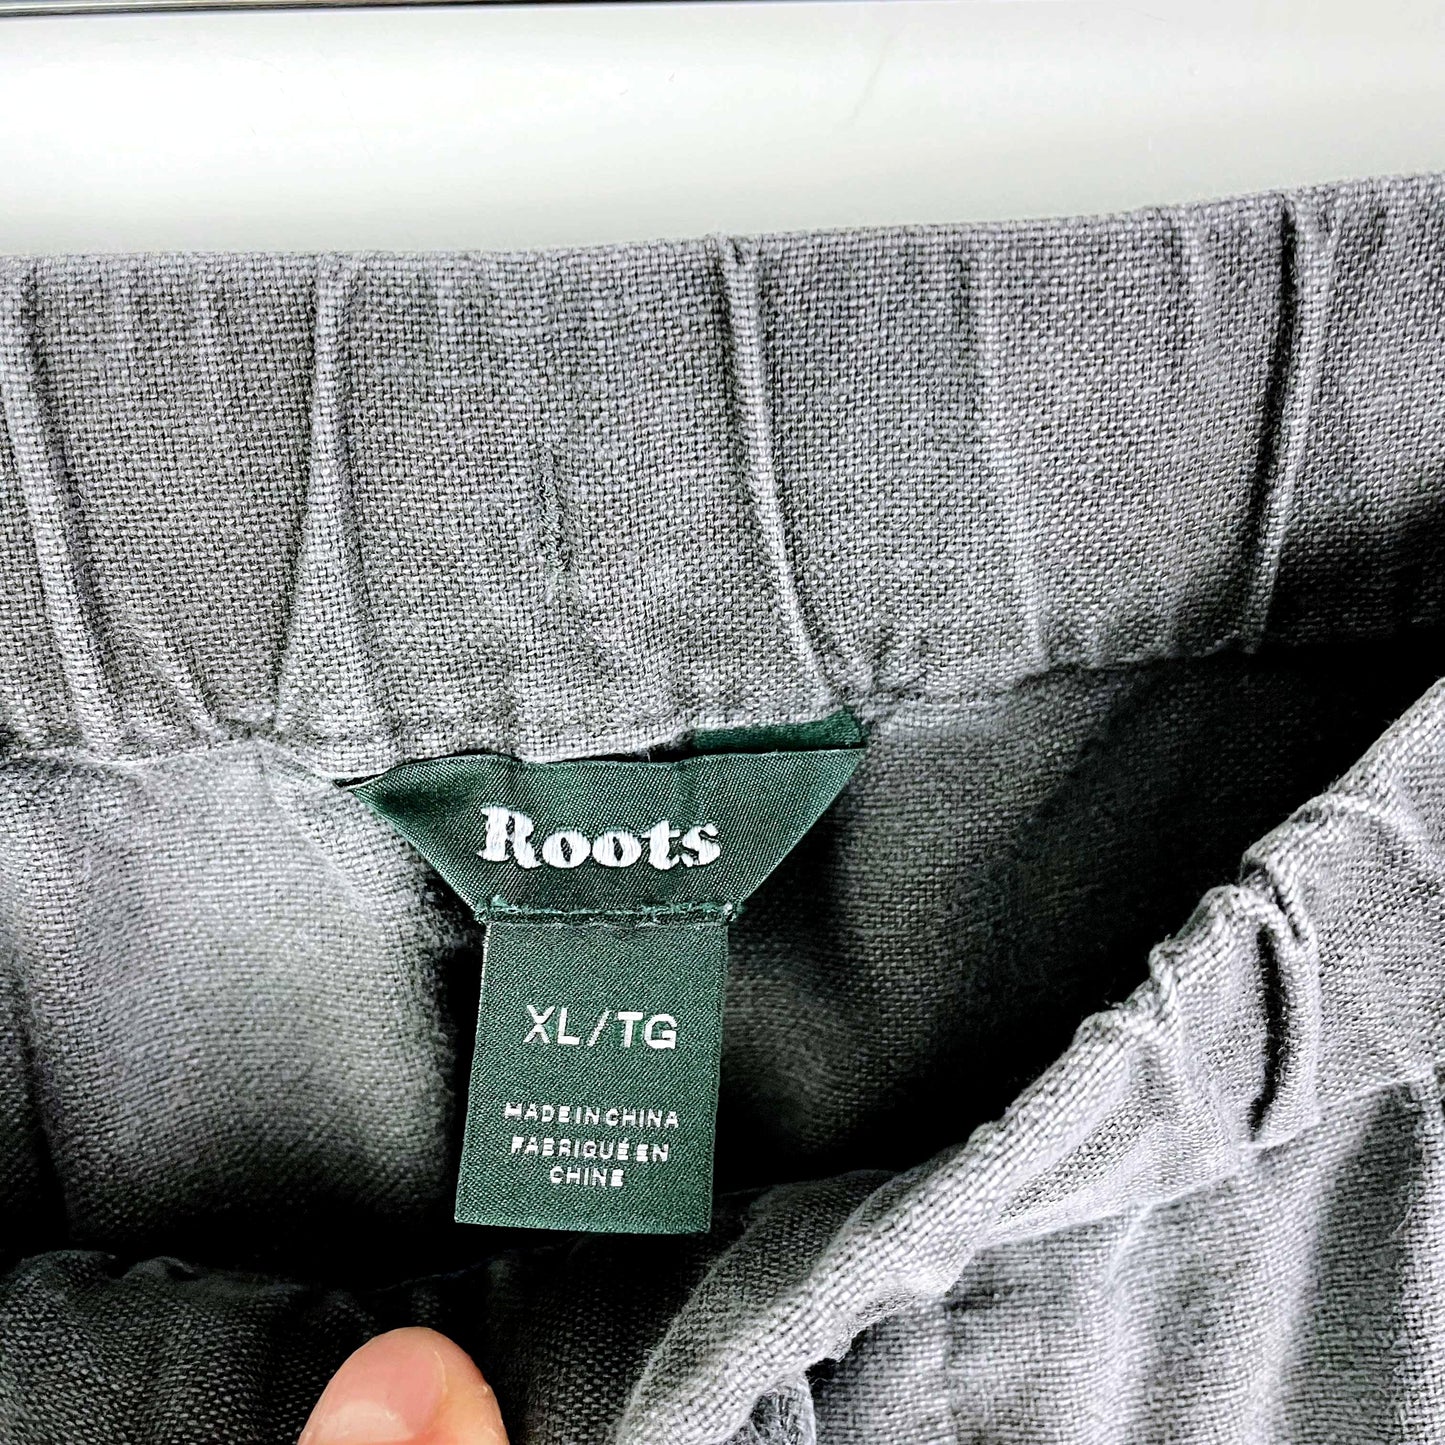 Roots
XL/TG
MADE IN CHINA
FABRIQUÉ EN
CHINE